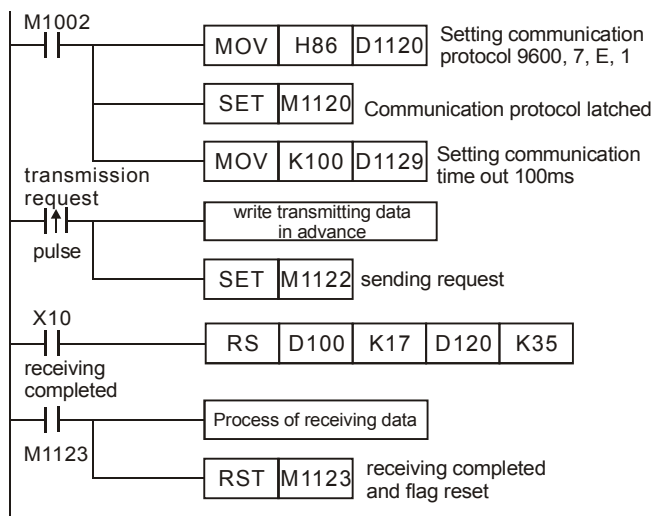 M1002
MOV H86 D1120 Setting communication
protocol 9600, 7, E, 1
SET M1120 Communication protocol latched
MOV K100 D1129 Setting communication
time out 100ms
transmission
request
pulse
write transmitting data
in advance
SET M1122 sending request
X10
RS D100 K17 D120 K35
receiving
completed
M1123
Process of receiving data
RST M1123 receiving completed
and flag reset